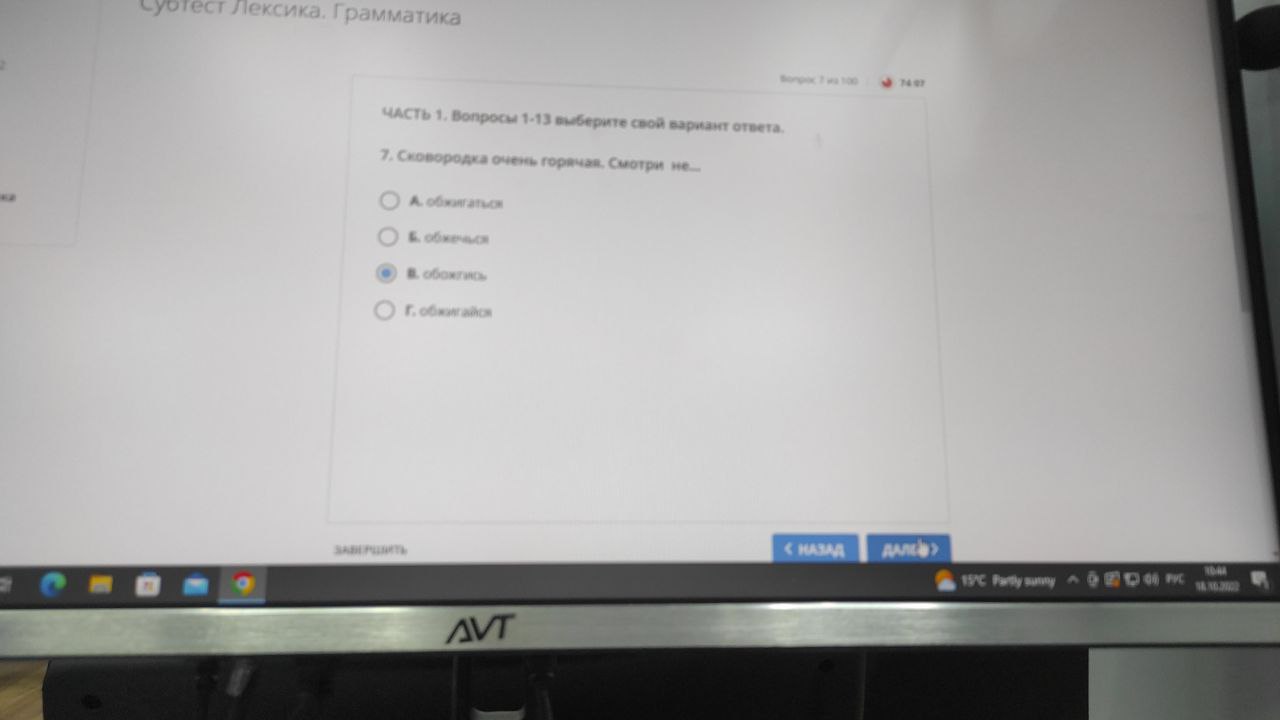 Субтест Лексика. Грамматика
Вопрос 7 из 100
74:07
ЧАСТЬ 1. Вопросы 1-13 выберите свой вариант ответа.
7. Сковородка очень горячая. Смотри не...
А. обжигаться
Б. обжечься
В. обожгись
Г. обжигайся
ЗАВЕРШИТЬ
НАЗАД
ДАЛЕЕ
15°C Partly sunny
РУС
10:44
18.10.2022
AVT